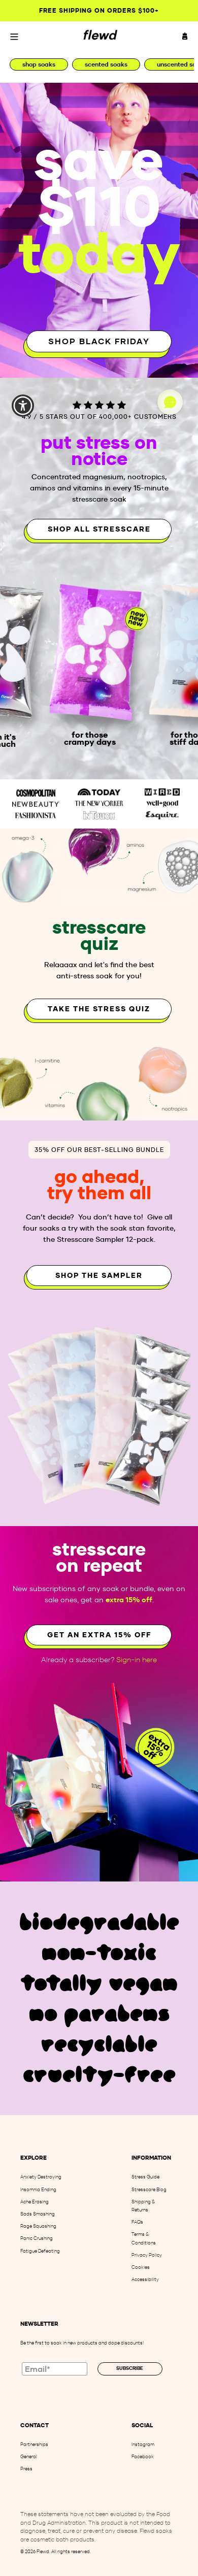 FREE SHIPPING ON ORDERS $100+
flewd
shop soaks
scented soaks
unscented so
save
$110
today
SHOP BLACK FRIDAY
4.9 / 5 STARS OUT OF 400,000+ CUSTOMERS
put stress on
notice
Concentrated magnesium, nootropics,
aminos and vitamins in every 15-minute
stresscare soak
SHOP ALL STRESSCARE
new
new
new
n it's
much
for those
crampy days
for tho
stiff da
COSMOPOLITAN
TODAY
WIRED
NEWBEAUTY
THE NEW YORKER
well+good
FASHIONISTA
Esquire
omega-3
aminos
magnesium
stresscare
quiz
Relaaaax and let's find the best
anti-stress soak for you!
TAKE THE STRESS QUIZ
l-carnitine
vitamins
nootropics
35% OFF OUR BEST-SELLING BUNDLE
go ahead,
try them all
Can't decide? You don't have to! Give all
four soaks a try with the soak stan favorite,
the Stresscare Sampler 12-pack.
SHOP THE SAMPLER
stresscare
on repeat
New subscriptions of any soak or bundle, even on
sale ones, get an extra 15% off.
GET AN EXTRA 15% OFF
Already a subscriber? Sign-in here
extra
15%
off
biodegradable
non-toxic
totally vegan
no parabens
recyclable
cruelty-free
EXPLORE
Anxiety Destroying
Insomnia Ending
Ache Erasing
Sads Smashing
Rage Squashing
Panic Crushing
Fatigue Defeating
INFORMATION
Stress Guide
Stresscare Blog
Shipping &
Returns
FAQs
Terms &
Conditions
Privacy Policy
Cookies
Accessibility
NEWSLETTER
Be the first to soak in new products and dope discounts!
Email*
SUBSCRIBE
CONTACT
Partnerships
General
Press
SOCIAL
Instagram
Facebook
These statements have not been evaluated by the Food
and Drug Administration. This product is not intended to
diagnose, treat, cure or prevent any disease. Flewd soaks
are cosmetic bath products.
© 2026 Flewd. All rights reserved.